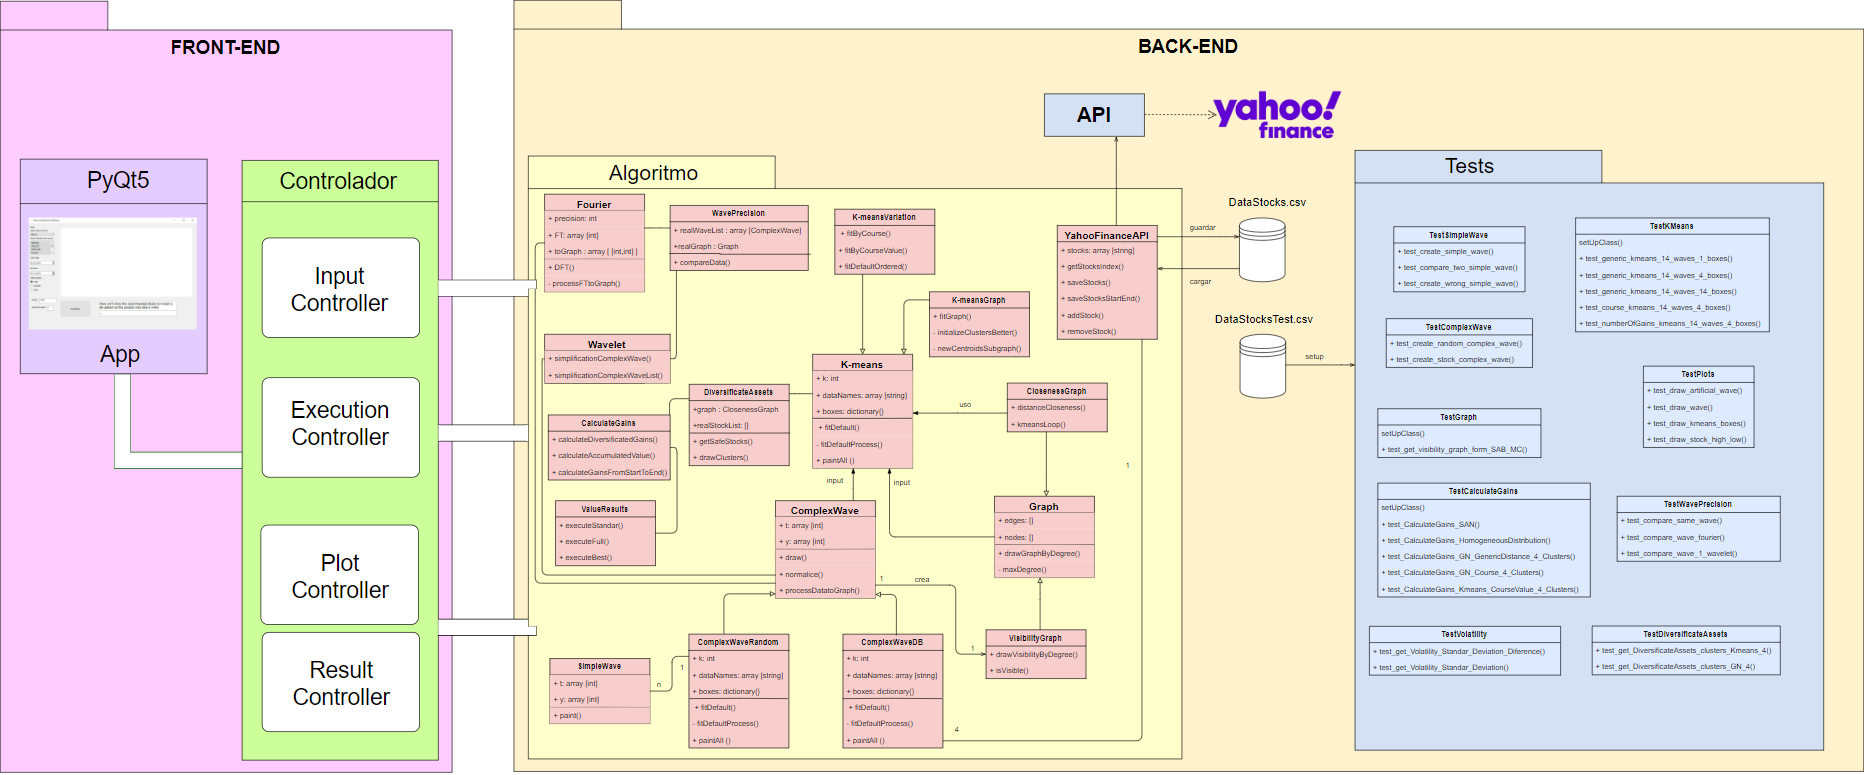 FRONT-END
PyQt5
App
Controlador
Input
Controller
Execution
Controller
Plot
Controller
Result
Controller
BACK-END
API
yahoo!
finance
Algoritmo
Fourier
+ precision: int
+ FT: array [int]
+ toGraph : array [ [int,int] ]
+ DFT()
- processFTtoGraph()
WavePrecision
+ realWaveList : array [ComplexWave]
+realGraph : Graph
+ compareData()
K-meansVariation
+ fitByCourse()
+ fitByCourseValue()
+ fitDefaultOrdered()
YahooFinanceAPI
+ stocks: array [string]
+ getStocksIndex()
+ saveStocks()
+ saveStocksStartEnd()
+ addStock()
+ removeStock()
K-meansGraph
+ fitGraph()
- initializeClustersBetter()
- newCentroidsSubgraph()
Wavelet
+ simplificationComplexWave()
+ simplificationComplexWaveList()
K-means
+ k: int
+ dataNames: array [string]
+ boxes: dictionary{}
+ fitDefault()
- fitDefaultProcess()
+ paintAll ()
DiversificateAssets
+graph : ClosenessGraph
+realStockList: []
+ getSafeStocks()
+ drawClusters()
ClosenessGraph
+ distanceCloseness()
+ kmeansLoop()
uso
CalculateGains
+ calculateDiversificatedGains()
+ calculateAccumulatedValue()
+ calculateGainsFromStartToEnd()
ValueResults
+ executeStandar()
+ executeFull()
+ executeBest()
input
input
1
ComplexWave
+ t: array [int]
+ y: array [int]
+ draw()
+ normalice()
+ processDatatoGraph()
Graph
+ edges: []
+ nodes: []
+ drawGraphByDegree()
- maxDegree()
1
crea
1
VisibilityGraph
+ drawVisibilityByDegree()
+ isVisible()
SimpleWave
+ t: array [int]
+ y: array [int]
+ paint()
n
1
ComplexWaveRandom
+ k: int
+ dataNames: array [string]
+ boxes: dictionary{}
+ fitDefault()
- fitDefaultProcess()
+ paintAll ()
ComplexWaveDB
+ k: int
+ dataNames: array [string]
+ boxes: dictionary{}
+ fitDefault()
- fitDefaultProcess()
+ paintAll ()
4
DataStocks.csv
guardar
cargar
DataStocksTest.csv
setup
Tests
TestSimpleWave
+ test_create_simple_wave()
+ test_compare_two_simple_wave()
+ test_create_wrong_simple_wave()
TestKMeans
setUpClass()
+ test_generic_kmeans_14_waves_1_boxes()
+ test_generic_kmeans_14_waves_4_boxes()
+ test_generic_kmeans_14_waves_14_boxes()
+ test_course_kmeans_14_waves_4_boxes()
+ test_numberOfGains_kmeans_14_waves_4_boxes()
TestComplexWave
+ test_create_random_complex_wave()
+ test_create_stock_complex_wave()
TestPlots
+ test_draw_artificial_wave()
+ test_draw_wave()
+ test_draw_kmeans_boxes()
+ test_draw_stock_high_low()
TestGraph
setUpClass()
+ test_get_visibility_graph_form_SAB_MC()
TestCalculateGains
setUpClass()
+ test_CalculateGains_SAN()
+ test_CalculateGains_HomogeneousDistribution()
+ test_CalculateGains_GN_GenericDistance_4_Clusters()
+ test_CalculateGains_GN_Course_4_Clusters()
+ test_CalculateGains_Kmeans_CourseValue_4_Clusters()
TestWavePrecision
+ test_compare_same_wave()
+ test_compare_wave_fourier()
+ test_compare_wave_1_wavelet()
TestVolatility
+ test_get_Volatility_Standar_Deviation_Diference()
+ test_get_Volatility_Standar_Deviation()
TestDiversificateAssets
+ test_get_DiversificateAssets_clusters_Kmeans_4()
+ test_get_DiversificateAssets_clusters_GN_4()